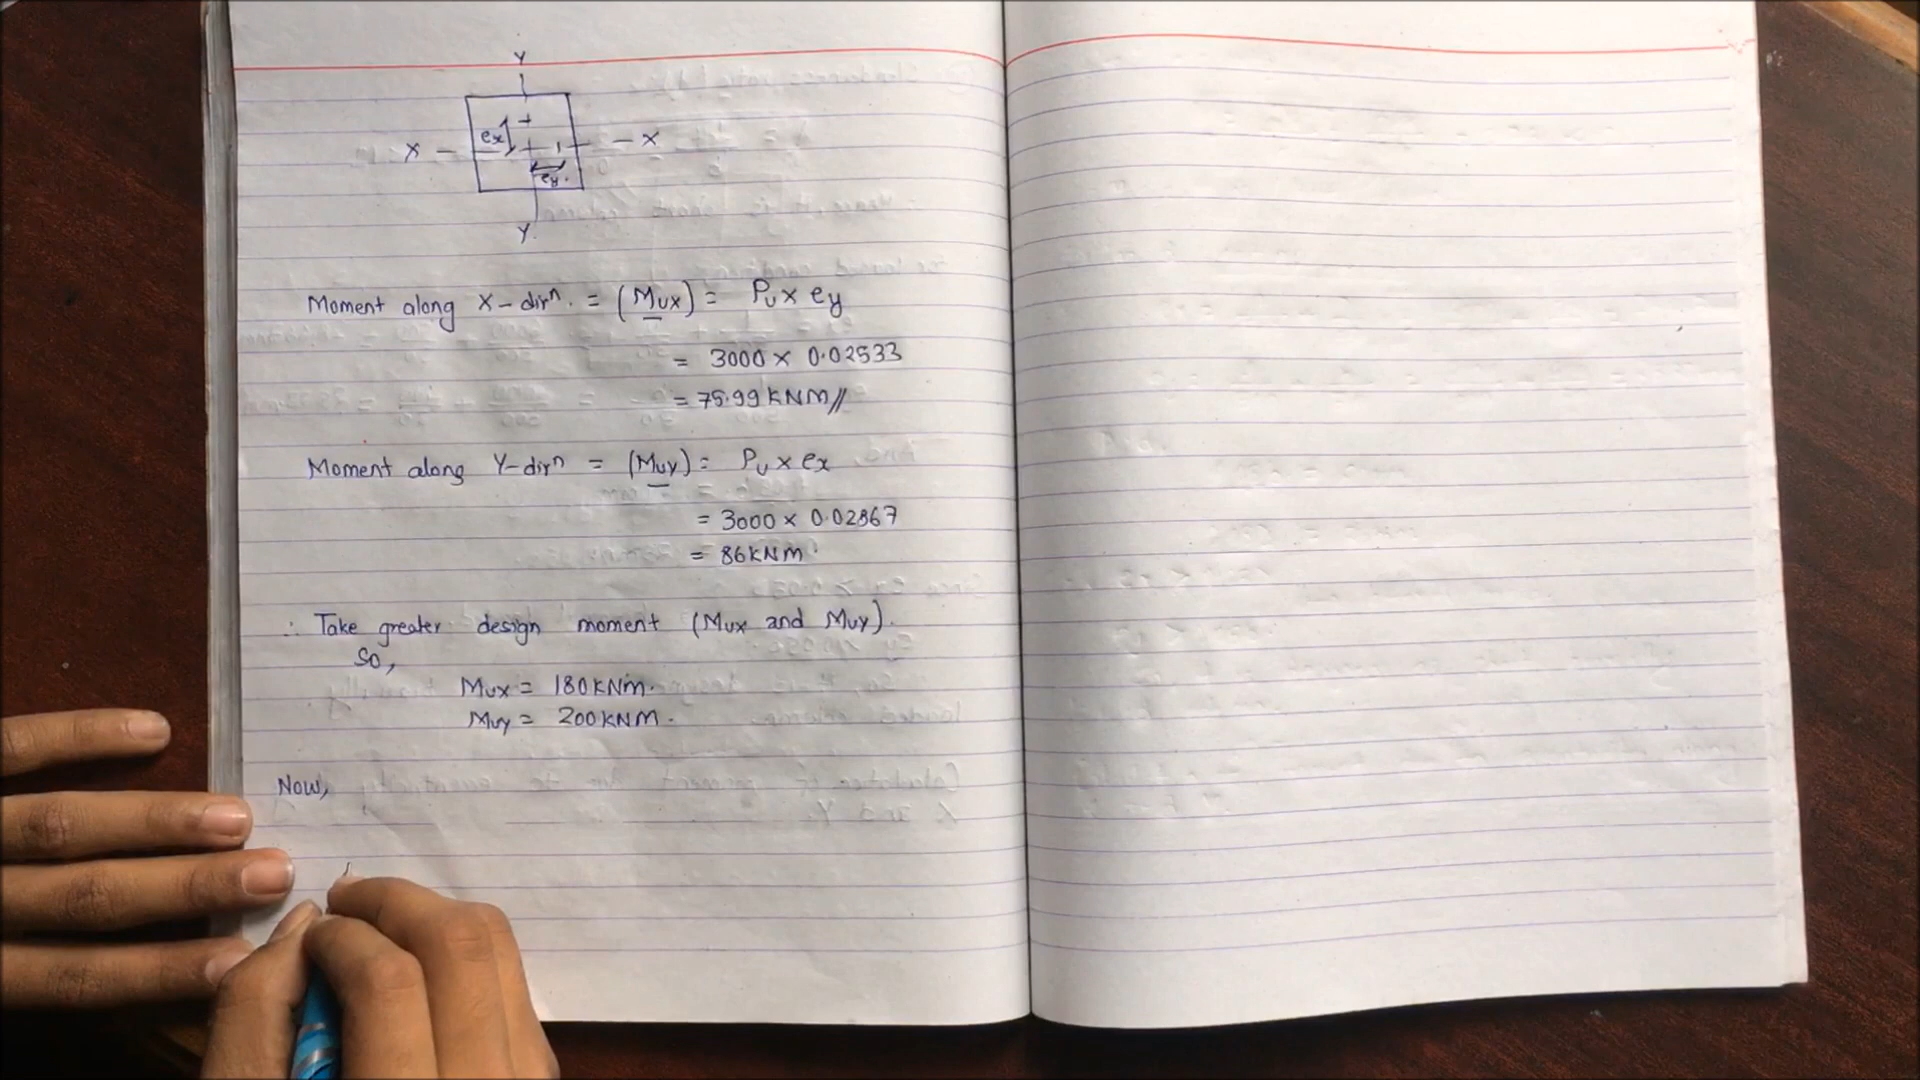 Y
ex
X — — X
ey.
Y
Moment along X-dirⁿ. = (Mux) = Pu x ey
= 3000 x 0.02533
= 75.99 KNM//
Moment along Y-dirⁿ = (Muy) = Pu x ex
= 3000 x 0.02867
= 86KNM.
∴ Take greater design moment (Mux and Muy).
So,
Mux = 180KNM.
Muy = 200KNM.
Now,